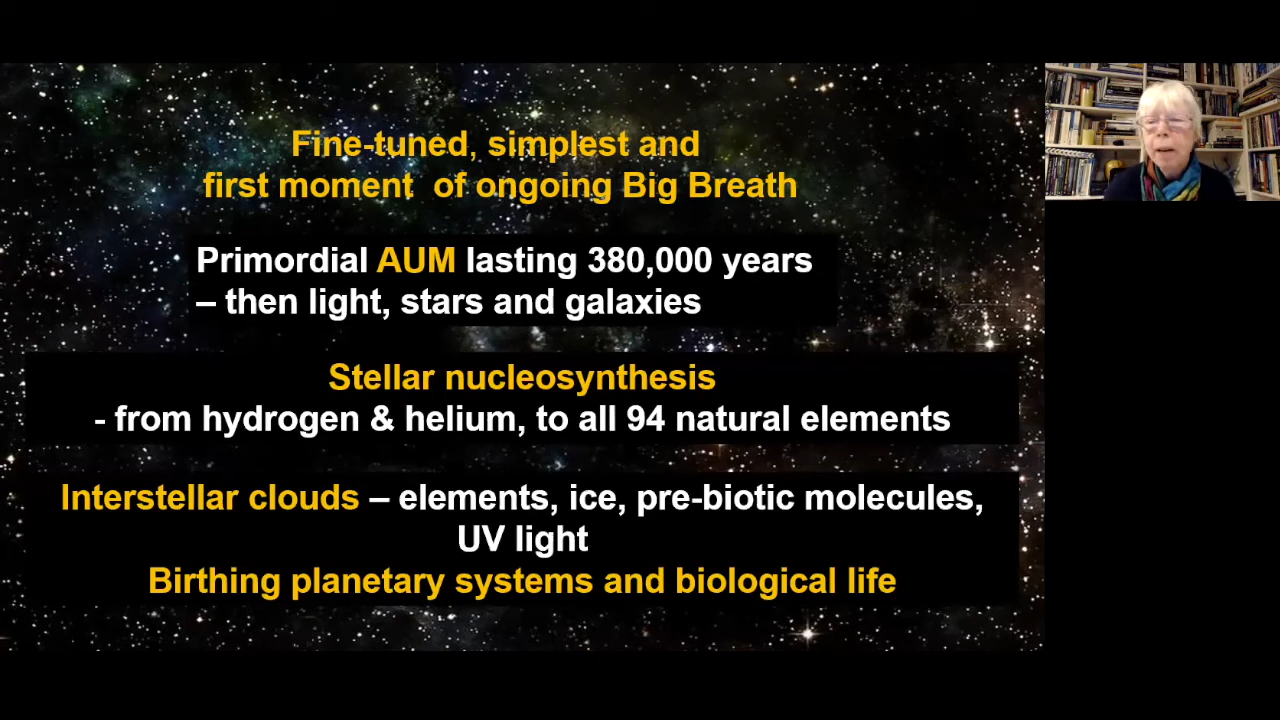 Fine-tuned, simplest and
first moment of ongoing Big Breath
Primordial AUM lasting 380,000 years
– then light, stars and galaxies
Stellar nucleosynthesis
- from hydrogen & helium, to all 94 natural elements
Interstellar clouds – elements, ice, pre-biotic molecules,
UV light
Birthing planetary systems and biological life